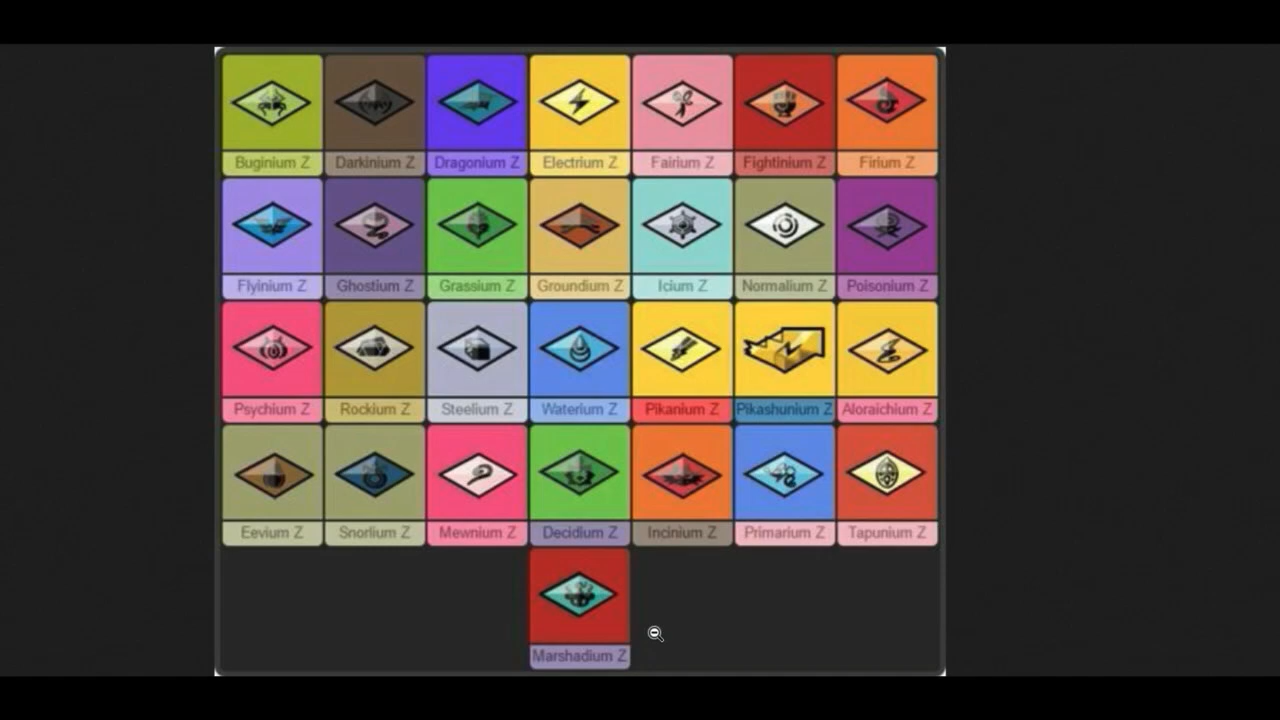 Buginium Z
Darkinium Z
Dragonium Z
Electrium Z
Fairium Z
Fightinium Z
Firium Z
Flyinium Z
Ghostium Z
Grassium Z
Groundium Z
Icium Z
Normalium Z
Poisonium Z
Psychium Z
Rockium Z
Steelium Z
Waterium Z
Pikanium Z
Pikashunium Z
Aloraichium Z
Eevium Z
Snorlium Z
Mewnium Z
Decidium Z
Incinium Z
Primarium Z
Tapunium Z
Marshadium Z